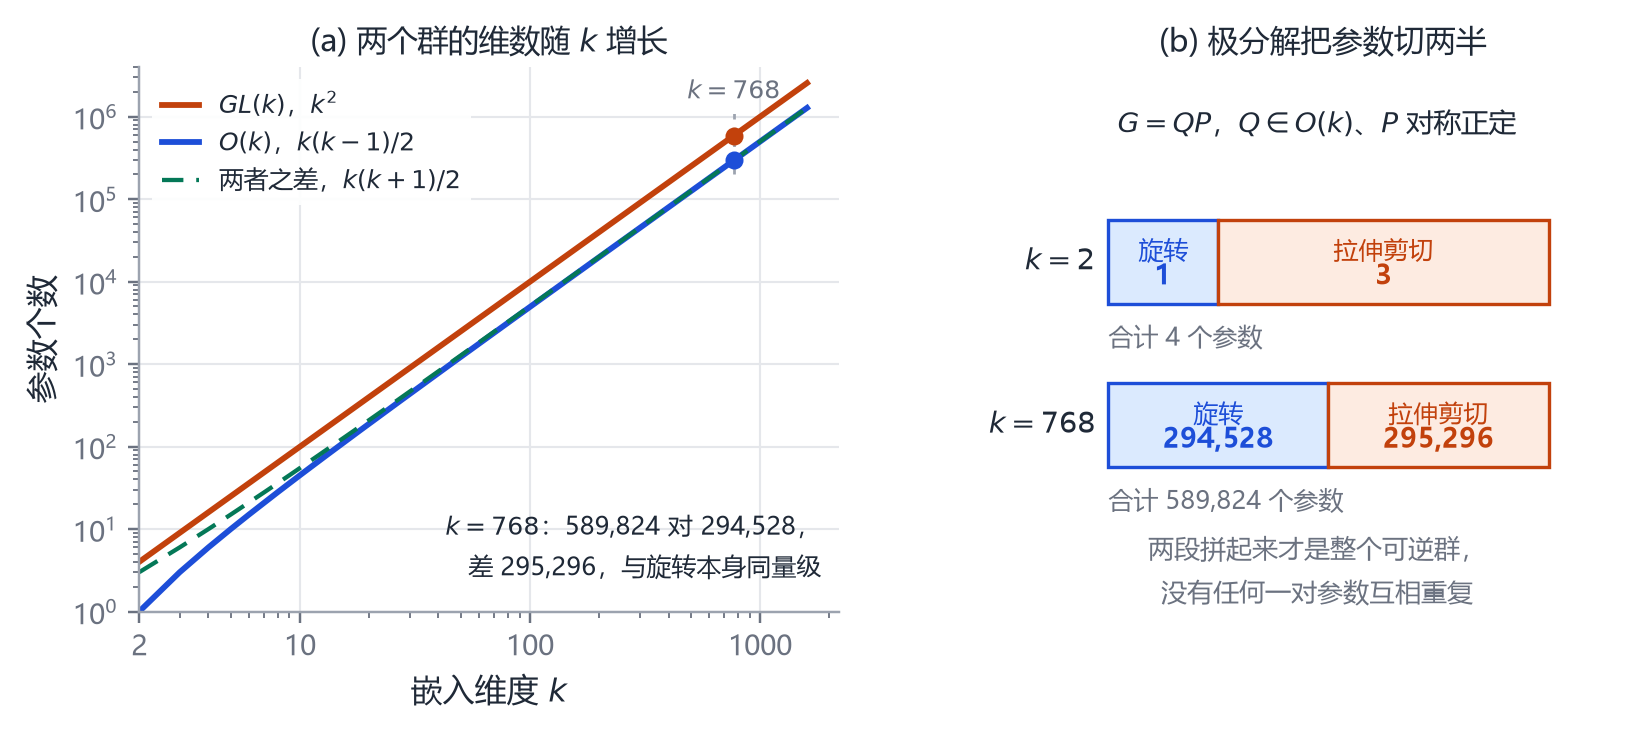 (a) 两个群的维数随 k 增长
k = 768
GL(k)，k²
O(k)，k(k − 1)/2
两者之差，k(k + 1)/2
10⁶
10⁵
10⁴
10³
10²
10¹
10⁰
参数个数
k = 768：589,824 对 294,528，
差 295,296，与旋转本身同量级
2
10
100
1000
嵌入维度 k
(b) 极分解把参数切两半
G = QP，Q ∈ O(k)、P 对称正定
k = 2
旋转
1
拉伸剪切
3
合计 4 个参数
k = 768
旋转
294,528
拉伸剪切
295,296
合计 589,824 个参数
两段拼起来才是整个可逆群，
没有任何一对参数互相重复